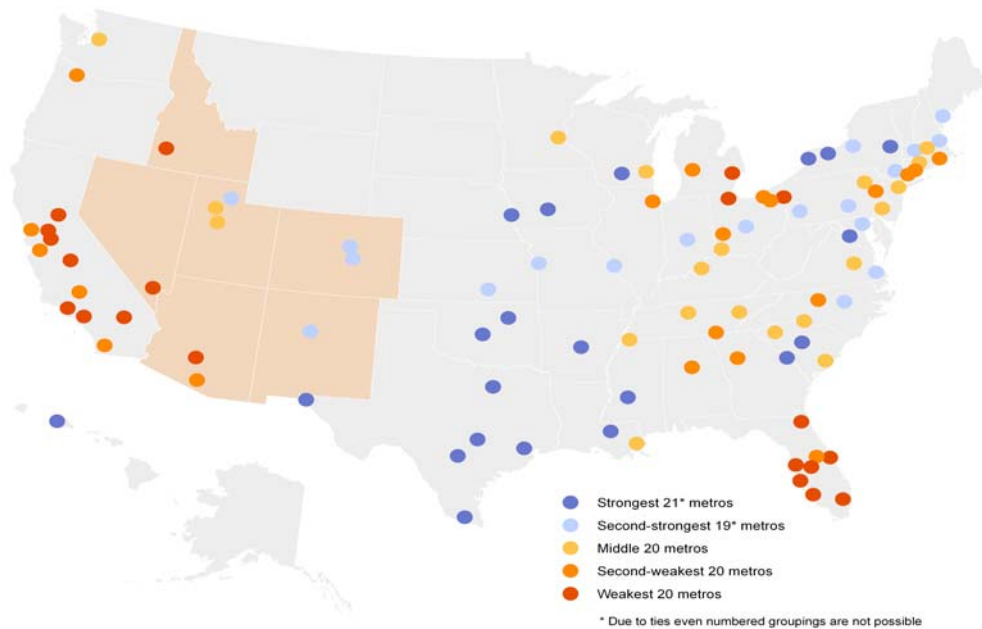 Strongest 21* metros
Second-strongest 19* metros
Middle 20 metros
Second-weakest 20 metros
Weakest 20 metros
* Due to ties even numbered groupings are not possible